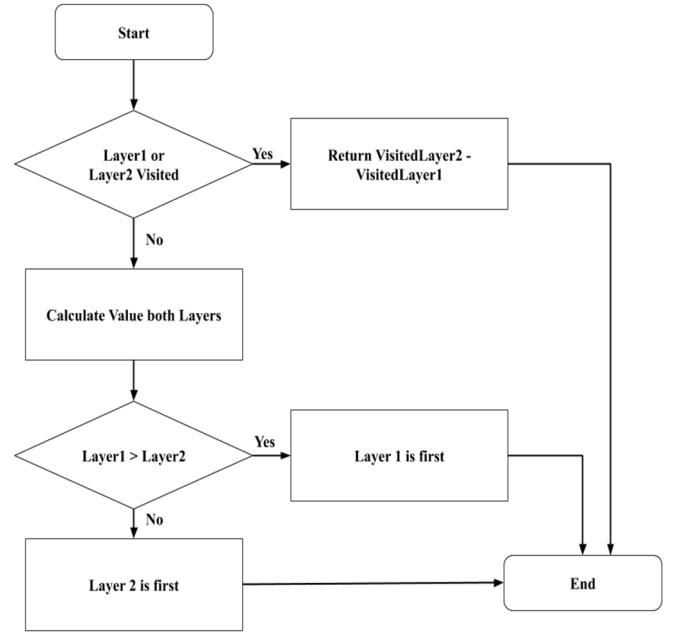 Start
Layer1 or
Layer2 Visited
Yes
Return VisitedLayer2 -
VisitedLayer1
No
Calculate Value both Layers
Layer1 > Layer2
Yes
Layer 1 is first
No
Layer 2 is first
End